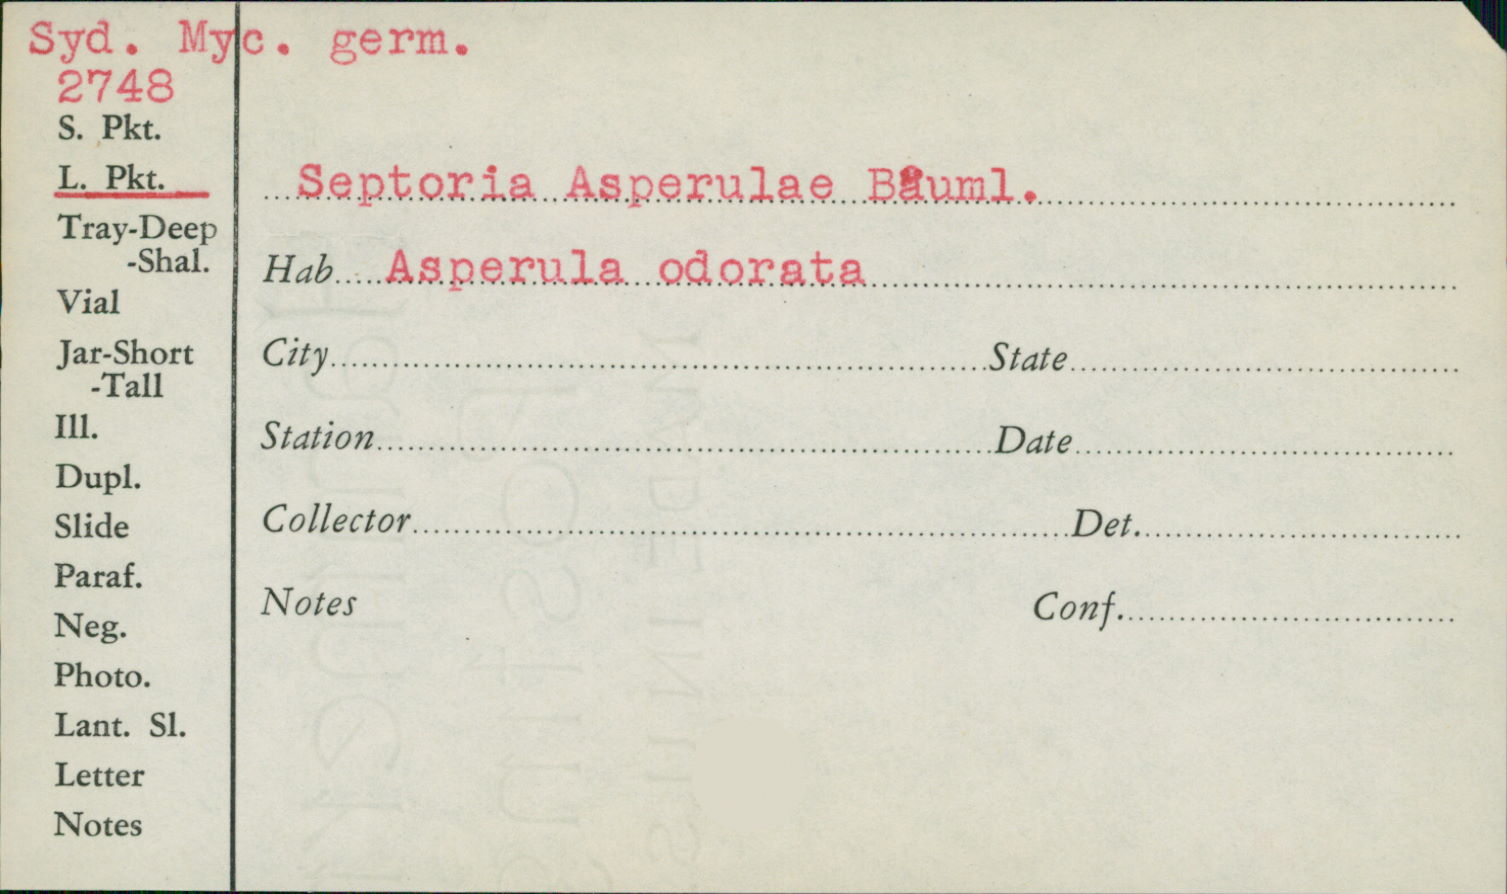 Syd. Myc. germ.
2748
S. Pkt.
L. Pkt.
Septoria Asperulae Bäuml.
Tray-Deep
-Shal.
Hab Asperula odorata
Vial
Jar-Short
-Tall
City State
Ill.
Station Date
Dupl.
Slide
Collector Det.
Paraf.
Neg.
Notes Conf.
Photo.
Lant. Sl.
Letter
Notes